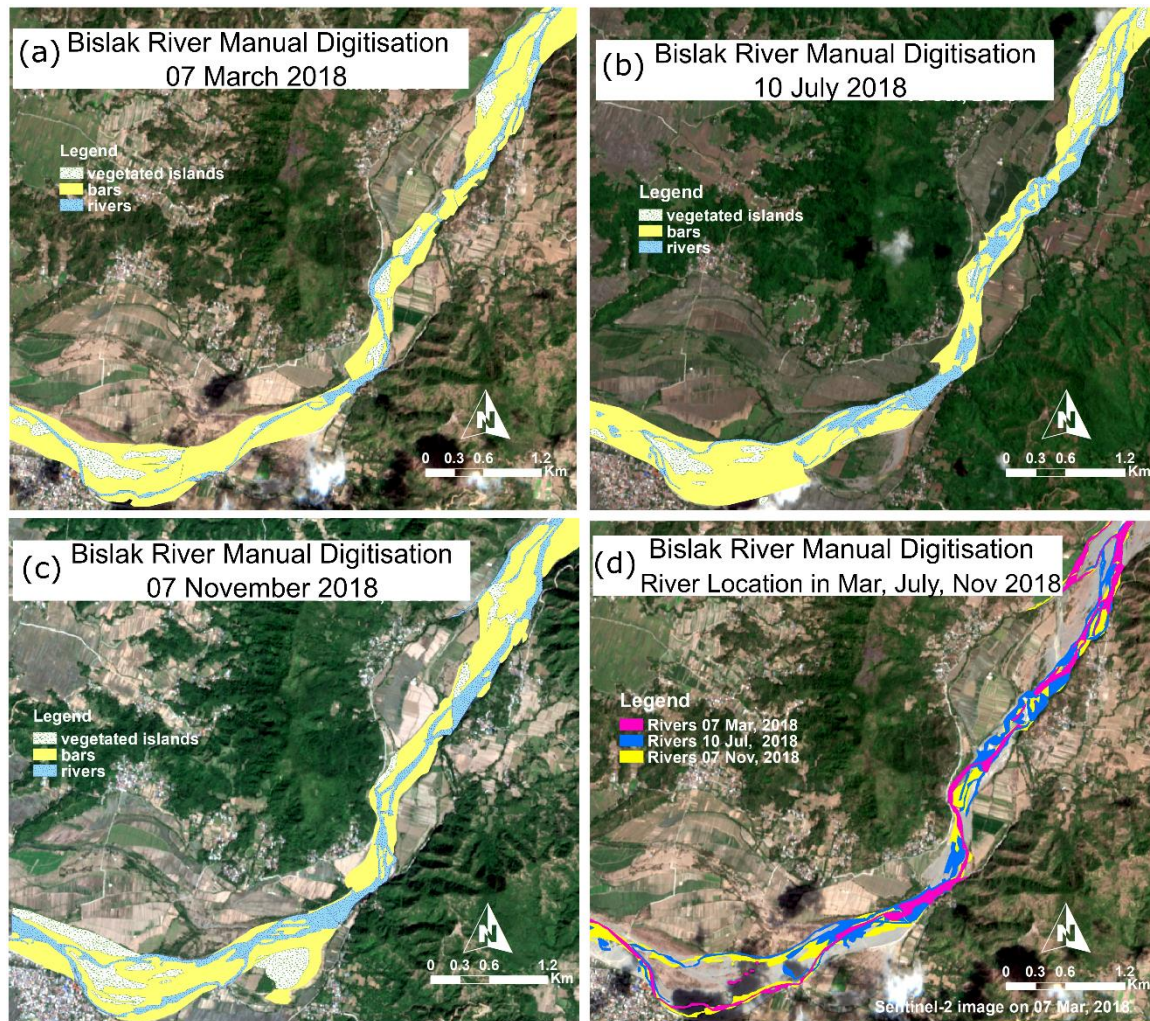 (a) Bislak River Manual Digitisation
07 March 2018
Legend
vegetated islands
bars
rivers
N
0 0.3 0.6 1.2
Km
(b) Bislak River Manual Digitisation
10 July 2018
Legend
vegetated islands
bars
rivers
N
0 0.3 0.6 1.2
Km
(c) Bislak River Manual Digitisation
07 November 2018
Legend
vegetated islands
bars
rivers
N
0 0.3 0.6 1.2
Km
(d) Bislak River Manual Digitisation
River Location in Mar, July, Nov 2018
Legend
Rivers 07 Mar, 2018
Rivers 10 Jul, 2018
Rivers 07 Nov, 2018
N
0 0.3 0.6 1.2
Km
Sentinel-2 image on 07 Mar, 2018